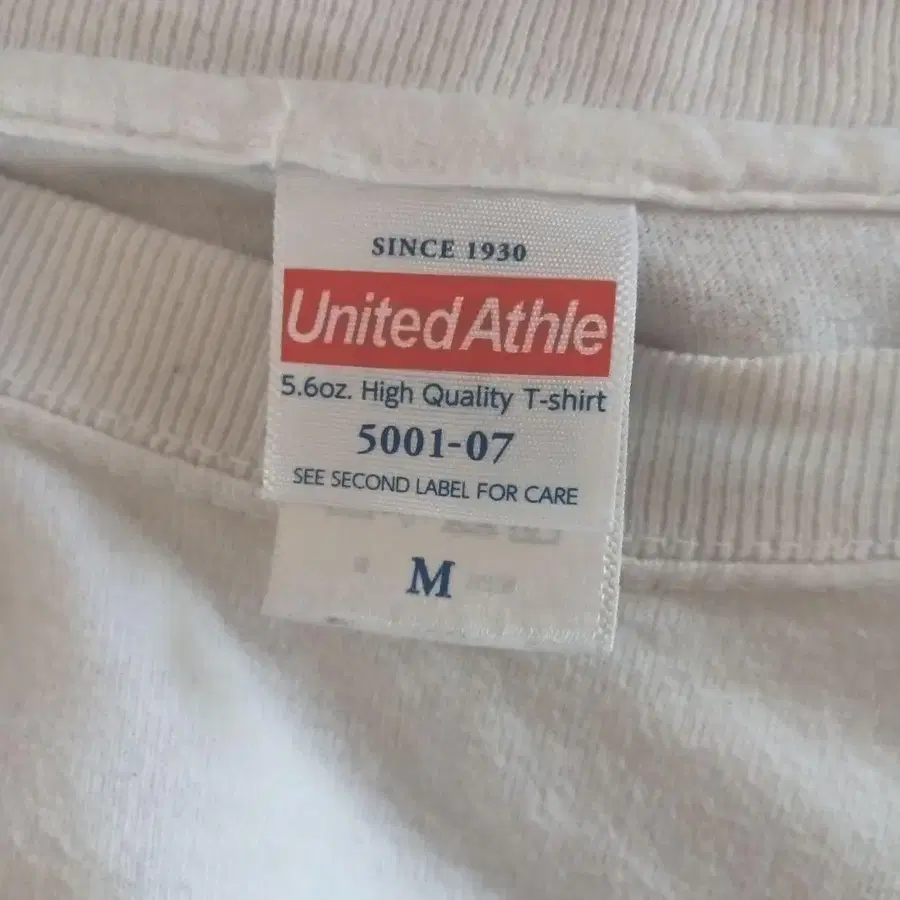 SINCE 1930
United Athle
5.6oz. High Quality T-shirt
5001-07
SEE SECOND LABEL FOR CARE
M